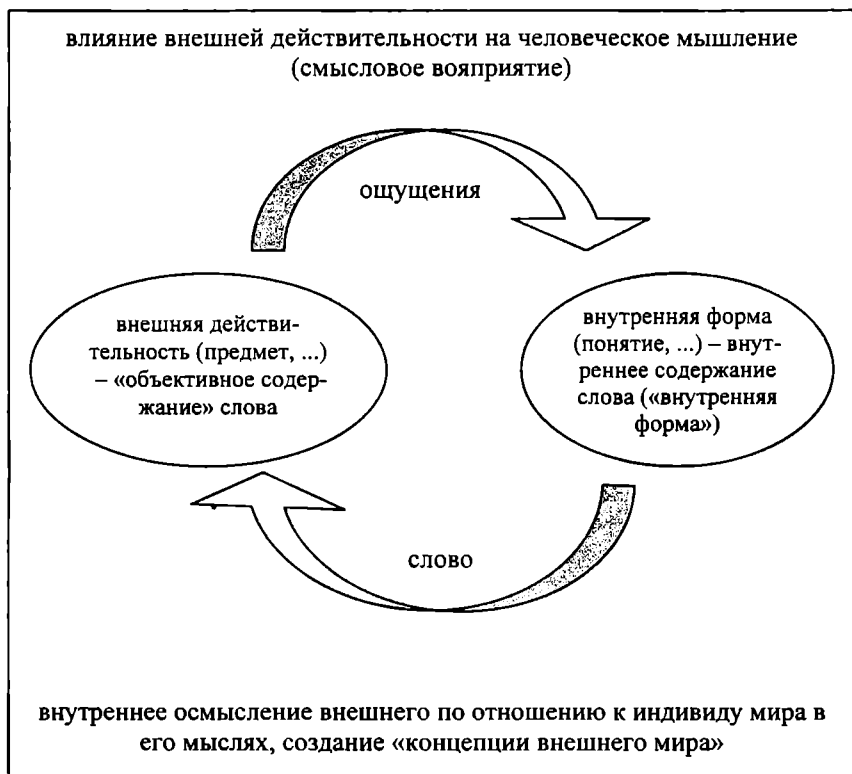 влияние внешней действительности на человеческое мышление
(смысловое вояприятие)
ощущения
внешняя действи-
тельность (предмет, ...)
– «объективное содер-
жание» слова
внутренняя форма
(понятие, ...) – внут-
реннее содержание
слова («внутренняя
форма»)
слово
внутреннее осмысление внешнего по отношению к индивиду мира в
его мыслях, создание «концепции внешнего мира»